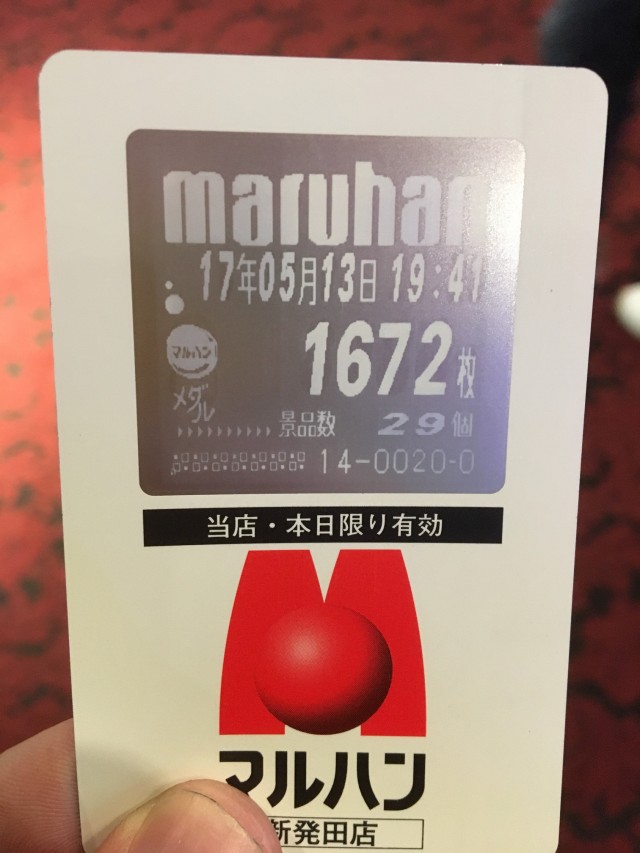 maruhan
17年05月13日 19:41
マルハン
1672枚
メダル
景品数 29個
14-0020-0
当店・本日限り有効
マルハン
新発田店